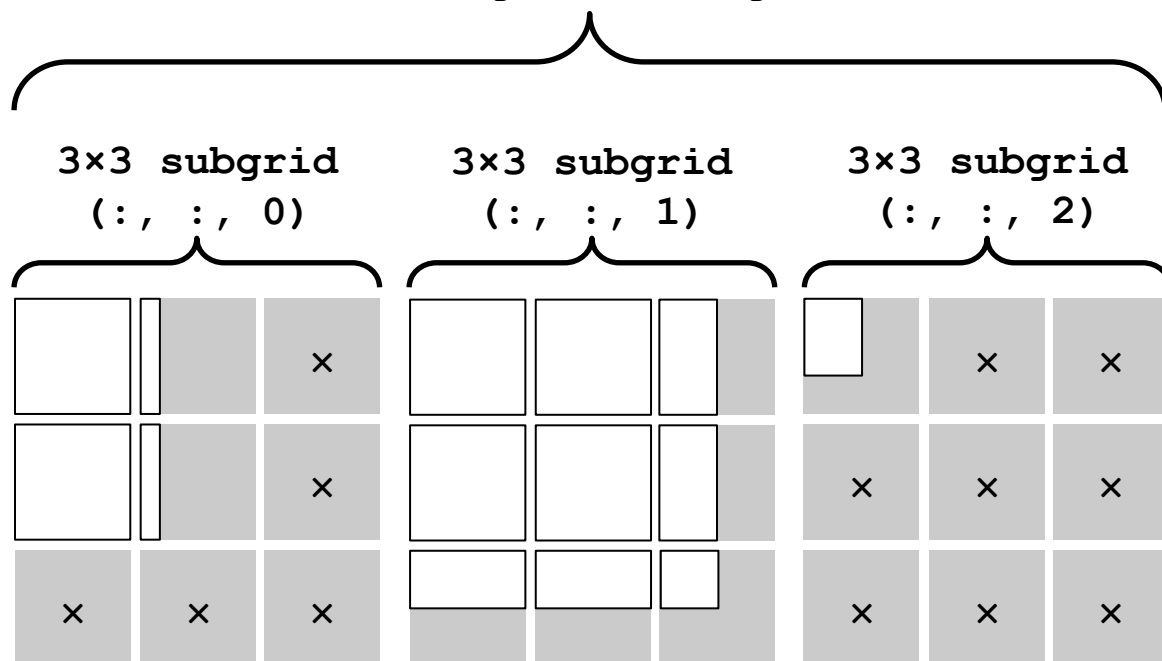 3×3 subgrid 3×3 subgrid 3×3 subgrid
(:, :, 0) (:, :, 1) (:, :, 2)
× × ×
× × × ×
× × × × × ×